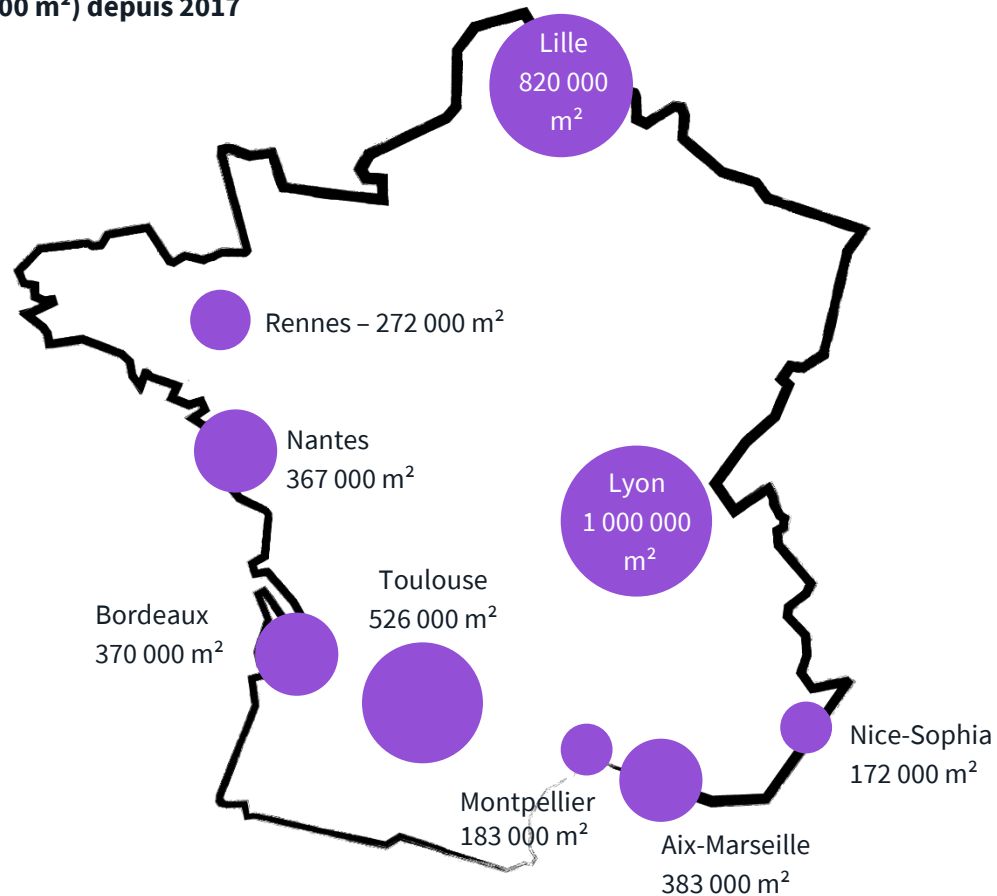 00 m²) depuis 2017
Lille
820 000
m²
Rennes – 272 000 m²
Nantes
367 000 m²
Lyon
1 000 000
m²
Toulouse
526 000 m²
Bordeaux
370 000 m²
Nice-Sophia
172 000 m²
Montpellier
183 000 m²
Aix-Marseille
383 000 m²